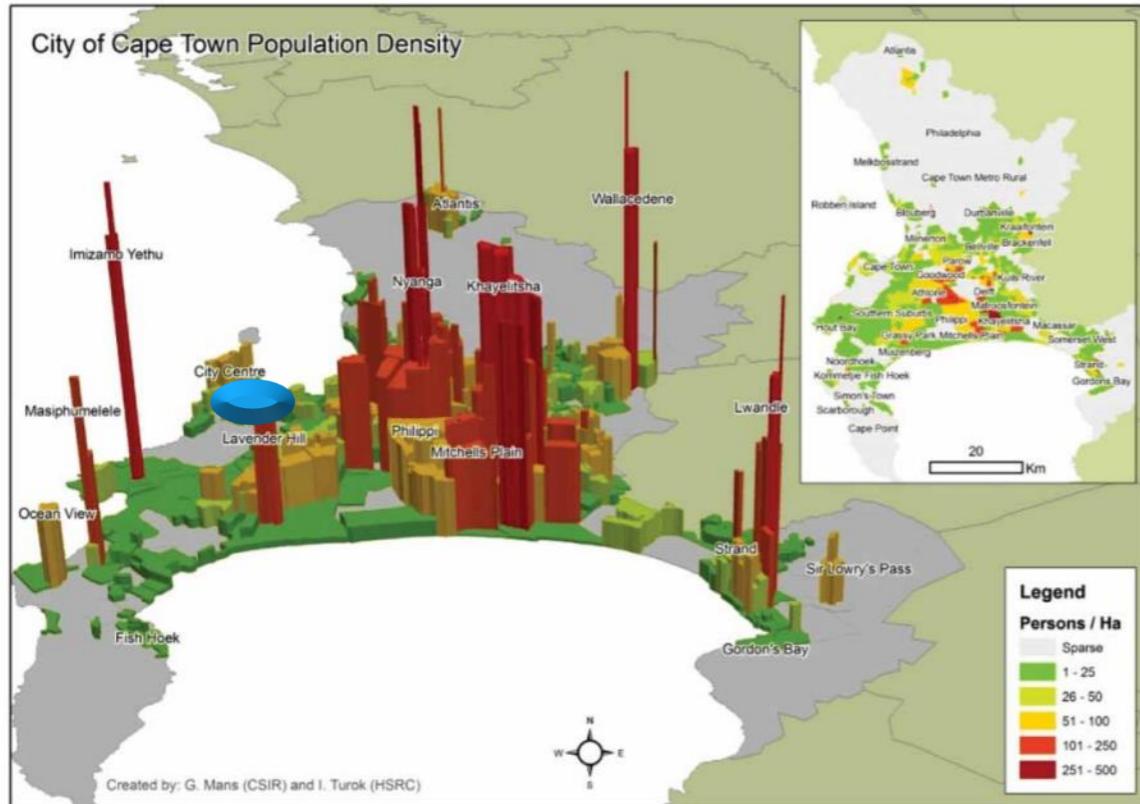 City of Cape Town Population Density
Atlantis
Wallacedene
Imizamo Yethu
Nyanga
Khayelitsha
City Centre
Masiphumelele
Lwandle
Lavender Hill
Philippi
Mitchells Plain
Ocean View
Strand
Sir Lowry's Pass
Fish Hoek
Gordon's Bay
N
W E
S
Created by: G. Mans (CSIR) and I. Turok (HSRC)
Atlantis
Philadelphia
Melkbosstrand
Cape Town Metro Rural
Robben Island
Blouberg
Durbanville
Kraaifontein
Milnerton
Brackenfell
Bellville
Parow
Cape Town
Goodwood
Kuils River
Athlone
Delft
Matroosfontein
Southern Suburbs
Philippi
Khayelitsha
Macassar
Hout Bay
Grassy Park
Mitchells Plain
Somerset West
Muizenberg
Noordhoek
Strand
Kommetjie
Fish Hoek
Gordons Bay
Simon's Town
Scarborough
Cape Point
20
Km
Legend
Persons / Ha
Sparse
1 - 25
26 - 50
51 - 100
101 - 250
251 - 500